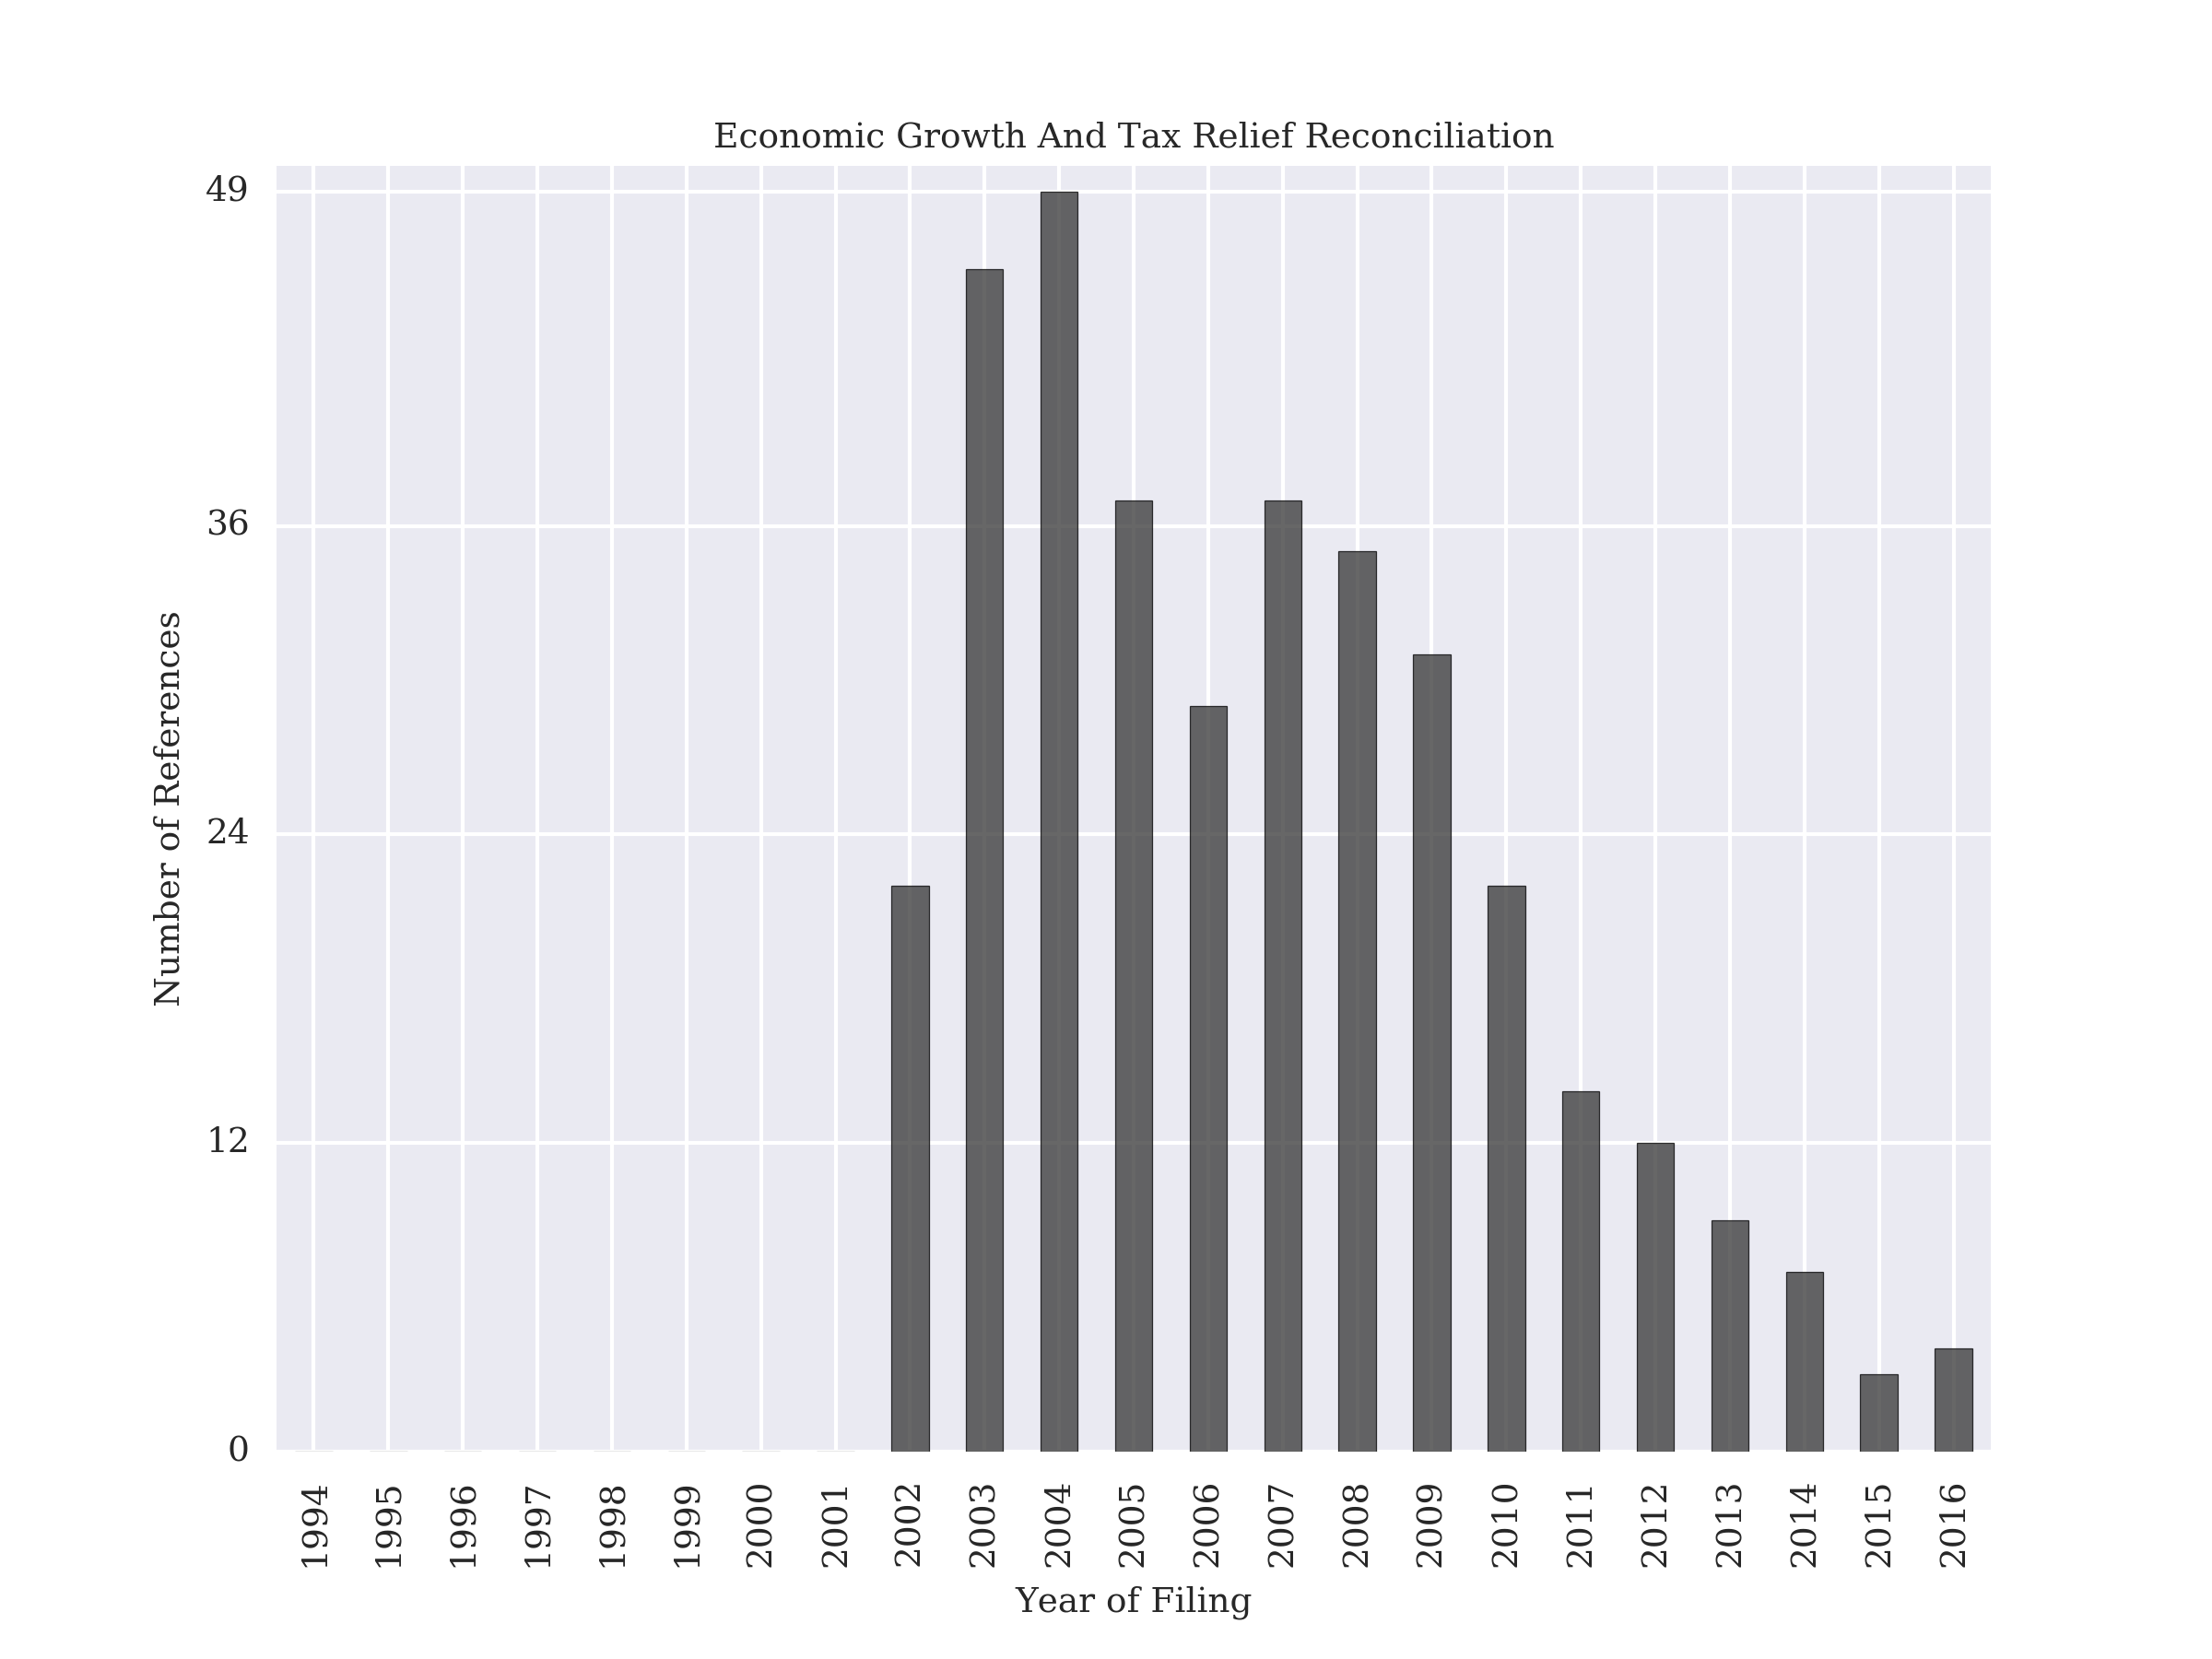 Economic Growth And Tax Relief Reconciliation
49
36
24
12
0
Number of References
1994 1995 1996 1997 1998 1999 2000 2001 2002 2003 2004 2005 2006 2007 2008 2009 2010 2011 2012 2013 2014 2015 2016
Year of Filing